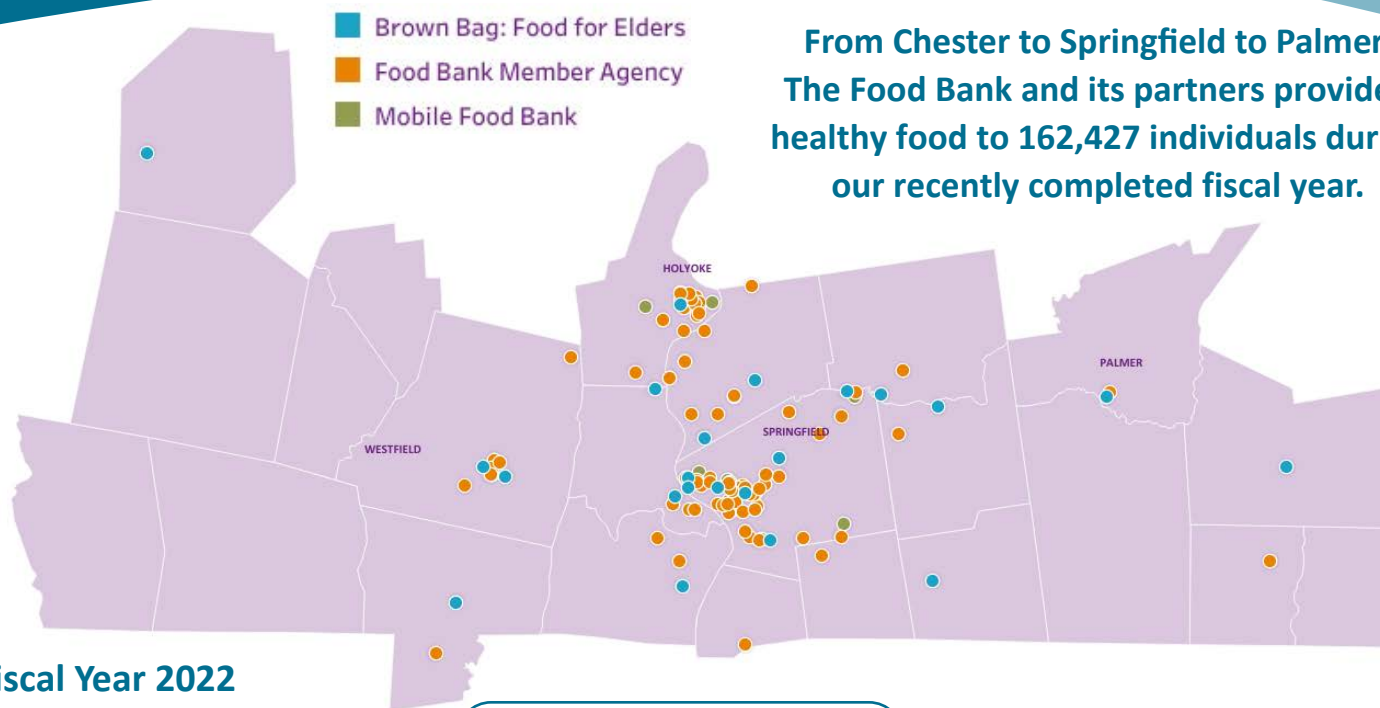 Brown Bag: Food for Elders
Food Bank Member Agency
Mobile Food Bank
From Chester to Springfield to Palmer
The Food Bank and its partners provide
healthy food to 162,427 individuals dur
our recently completed fiscal year.
HOLYOKE
PALMER
SPRINGFIELD
WESTFIELD
iscal Year 2022